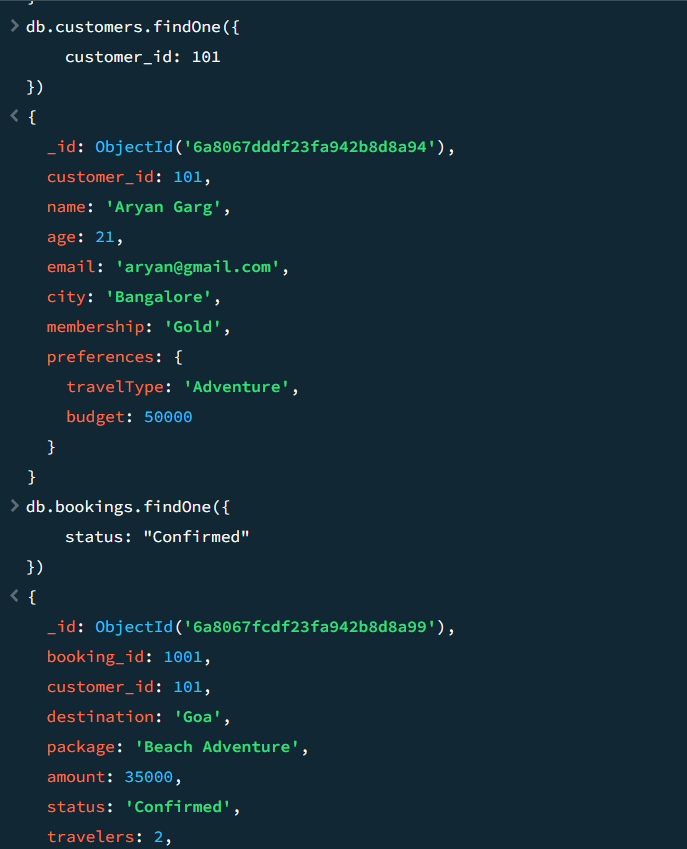 > db.customers.findOne({
customer_id: 101
})
< {
_id: ObjectId('6a8067dddf23fa942b8d8a94'),
customer_id: 101,
name: 'Aryan Garg',
age: 21,
email: 'aryan@gmail.com',
city: 'Bangalore',
membership: 'Gold',
preferences: {
travelType: 'Adventure',
budget: 50000
}
}
> db.bookings.findOne({
status: "Confirmed"
})
< {
_id: ObjectId('6a8067fcdf23fa942b8d8a99'),
booking_id: 1001,
customer_id: 101,
destination: 'Goa',
package: 'Beach Adventure',
amount: 35000,
status: 'Confirmed',
travelers: 2,